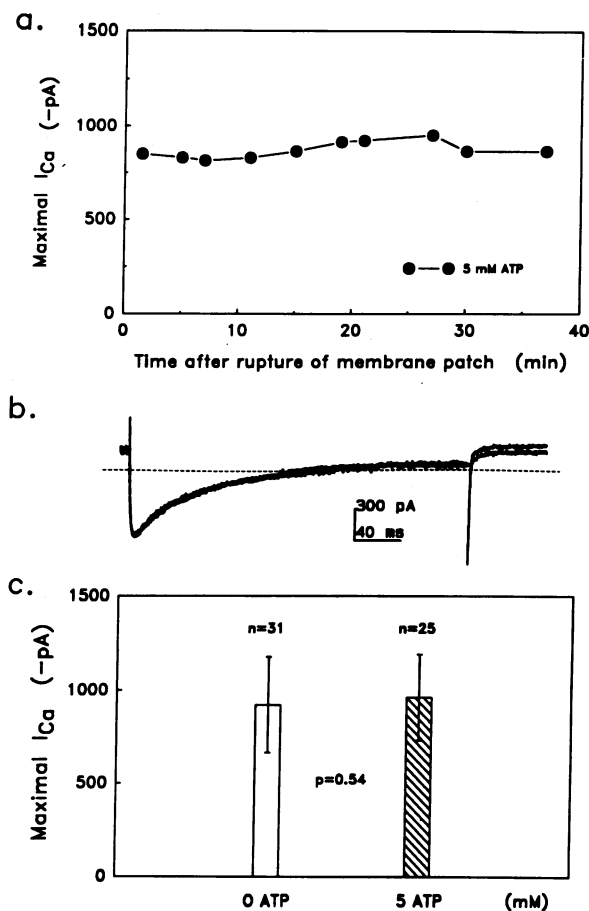 a.
1500
1000
500
0
Maximal ICa (-pA)
5 mM ATP
0 10 20 30 40
Time after rupture of membrane patch (min)
b.
300 pA
40 ms
c.
1500
1000
500
0
Maximal ICa (-pA)
n=31 n=25
p=0.54
0 ATP 5 ATP (mM)